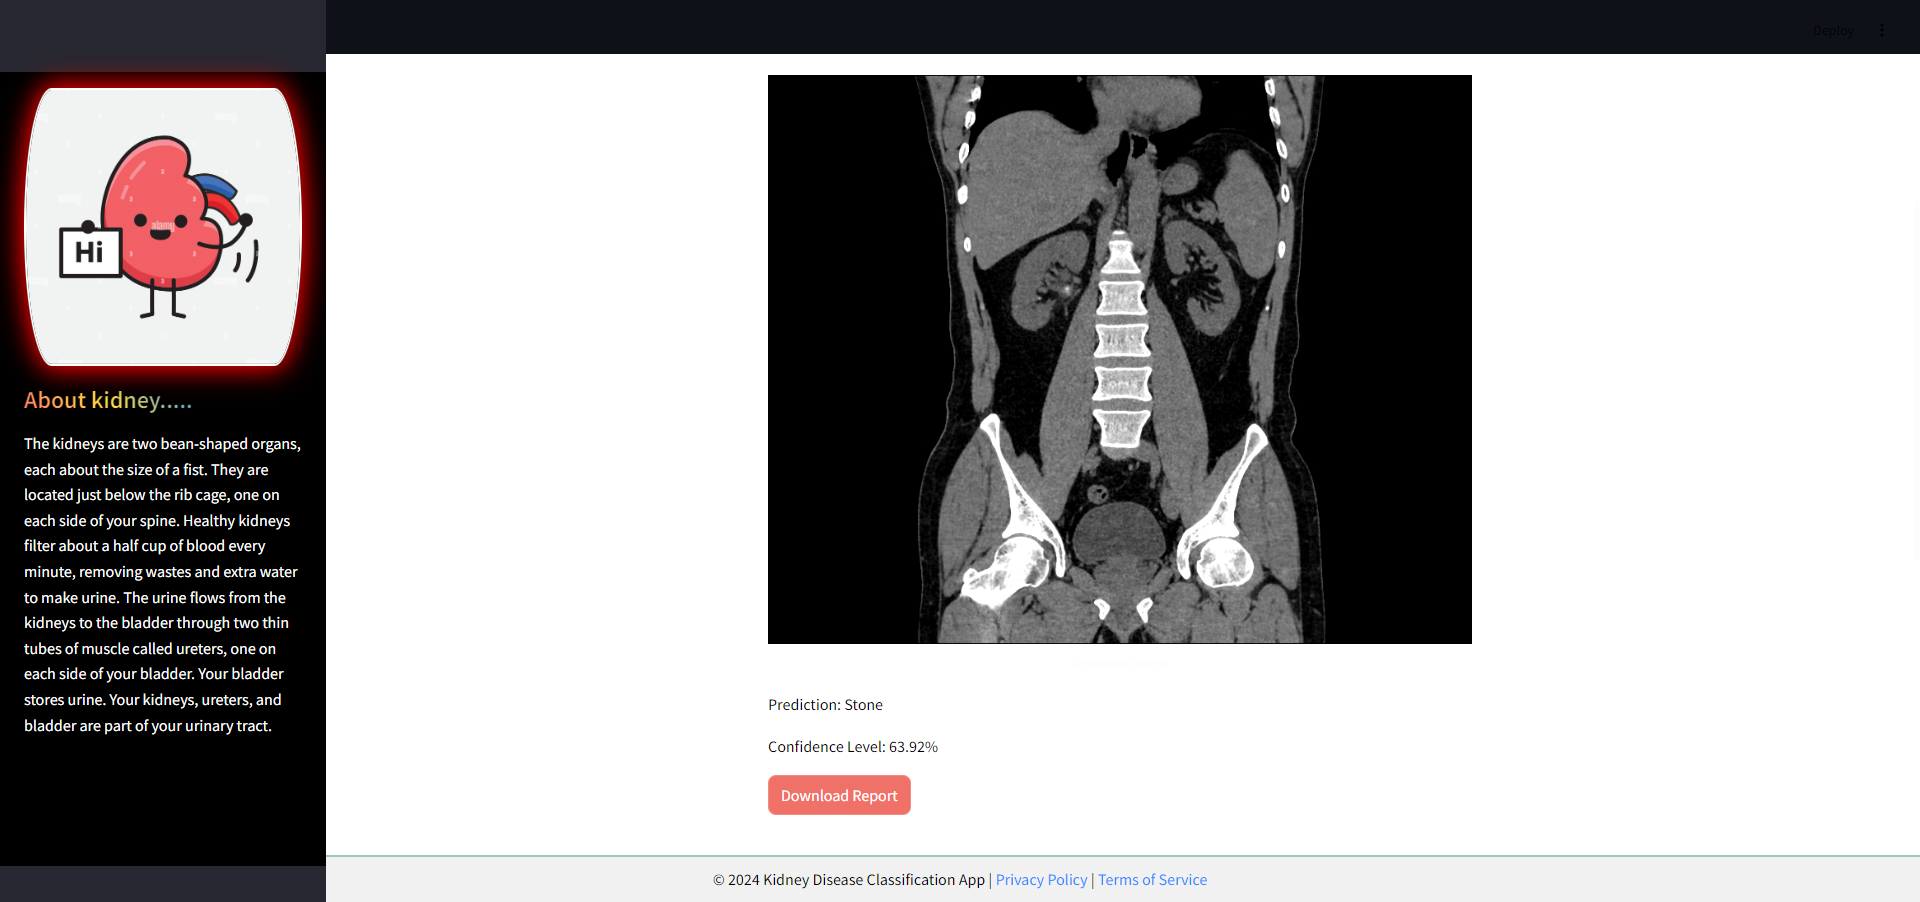 Deploy
Hi
alamy
About kidney.....
The kidneys are two bean-shaped organs,
each about the size of a fist. They are
located just below the rib cage, one on
each side of your spine. Healthy kidneys
filter about a half cup of blood every
minute, removing wastes and extra water
to make urine. The urine flows from the
kidneys to the bladder through two thin
tubes of muscle called ureters, one on
each side of your bladder. Your bladder
stores urine. Your kidneys, ureters, and
bladder are part of your urinary tract.
Prediction: Stone
Confidence Level: 63.92%
Download Report
© 2024 Kidney Disease Classification App | Privacy Policy | Terms of Service